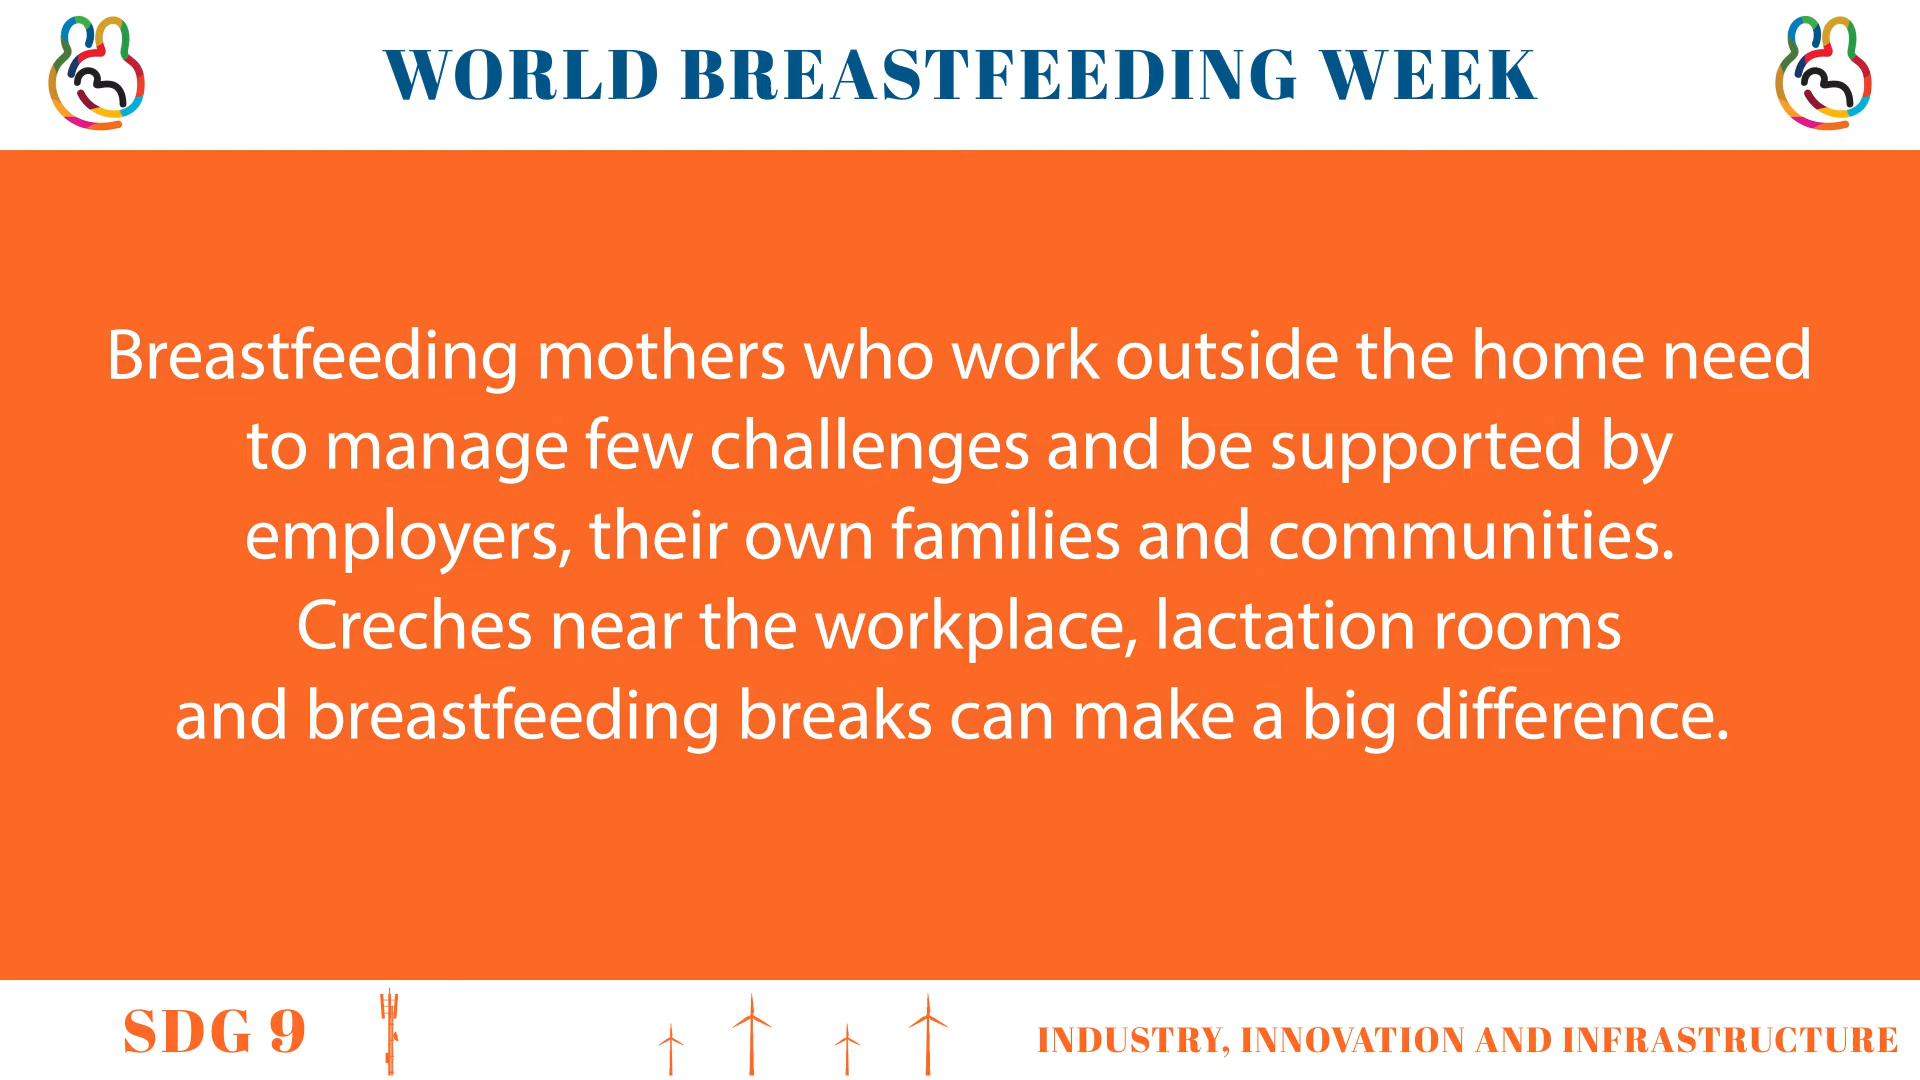 WORLD BREASTFEEDING WEEK
Breastfeeding mothers who work outside the home need
to manage few challenges and be supported by
employers, their own families and communities.
Creches near the workplace, lactation rooms
and breastfeeding breaks can make a big difference.
SDG 9
INDUSTRY, INNOVATION AND INFRASTRUCTURE